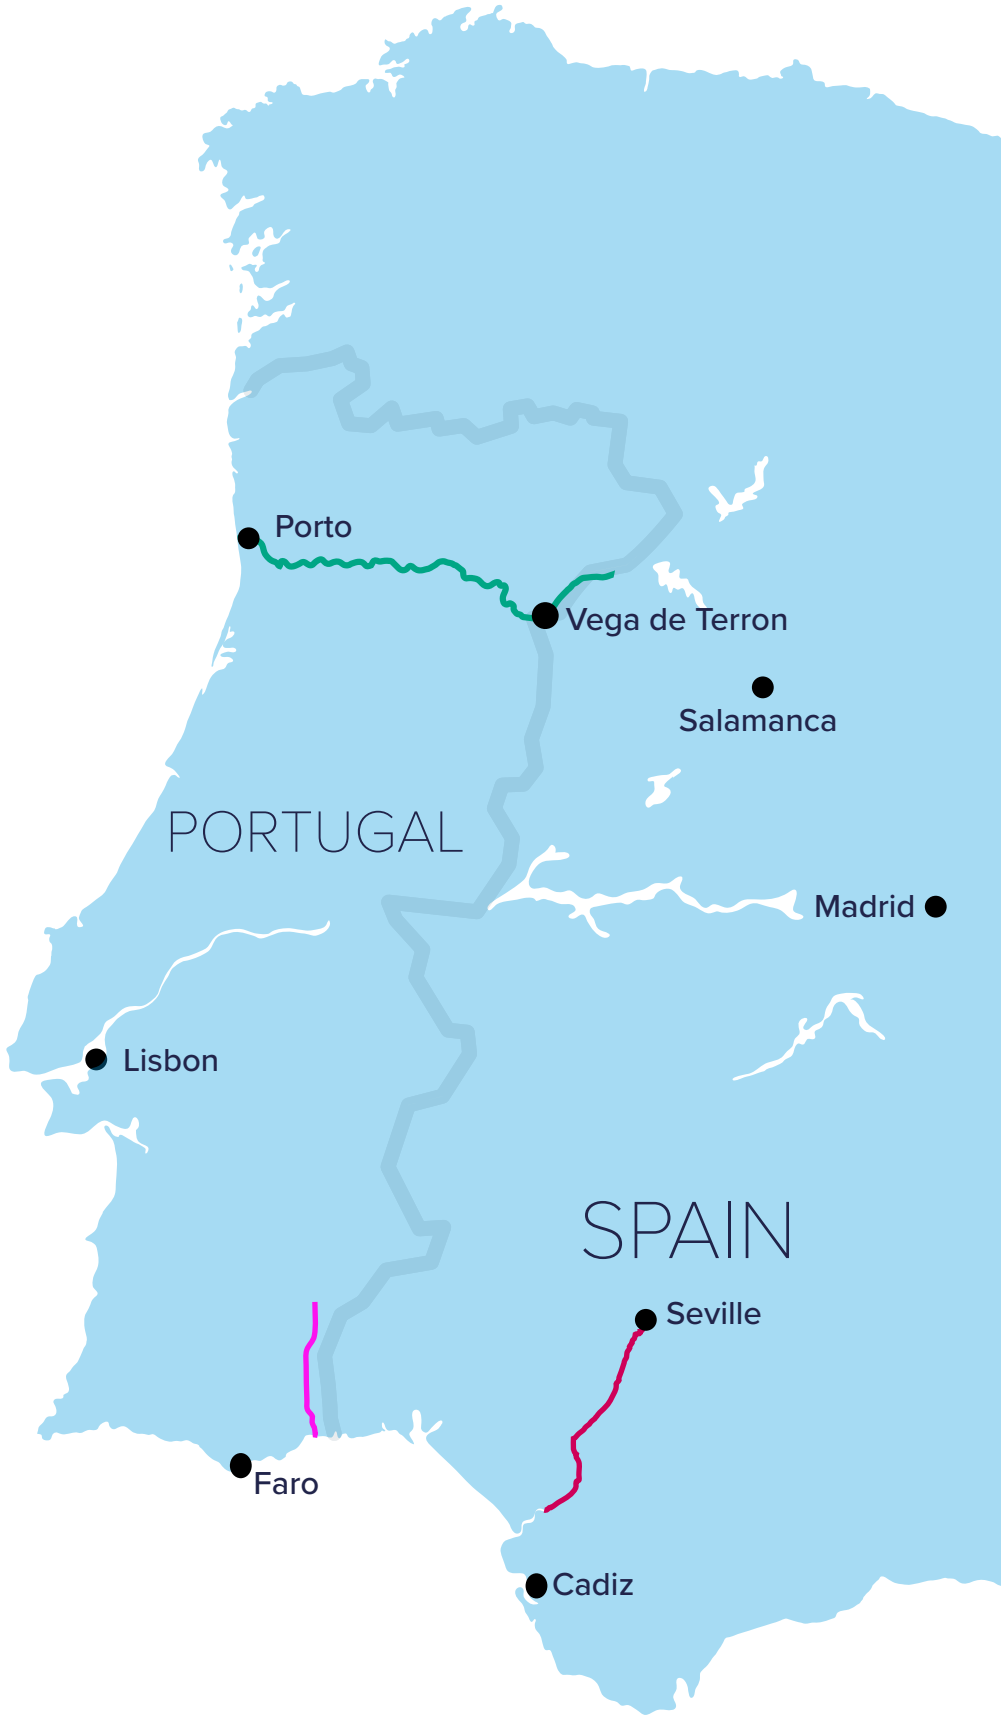 Porto
Vega de Terron
Salamanca
PORTUGAL
Madrid
Lisbon
SPAIN
Seville
Faro
Cadiz